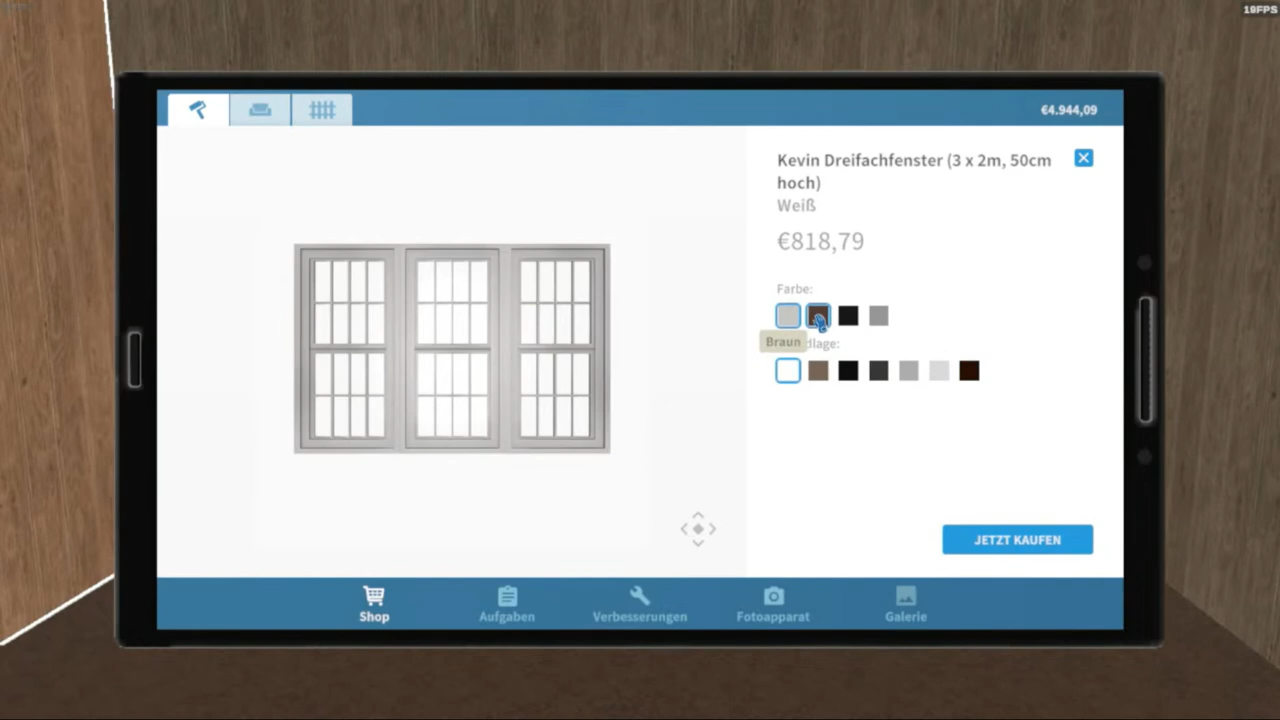 19FPS
€4.944,09
Kevin Dreifachfenster (3 x 2m, 50cm
hoch)
Weiß
€818,79
Farbe:
Braun
dlage:
JETZT KAUFEN
Shop
Aufgaben
Verbesserungen
Fotoapparat
Galerie